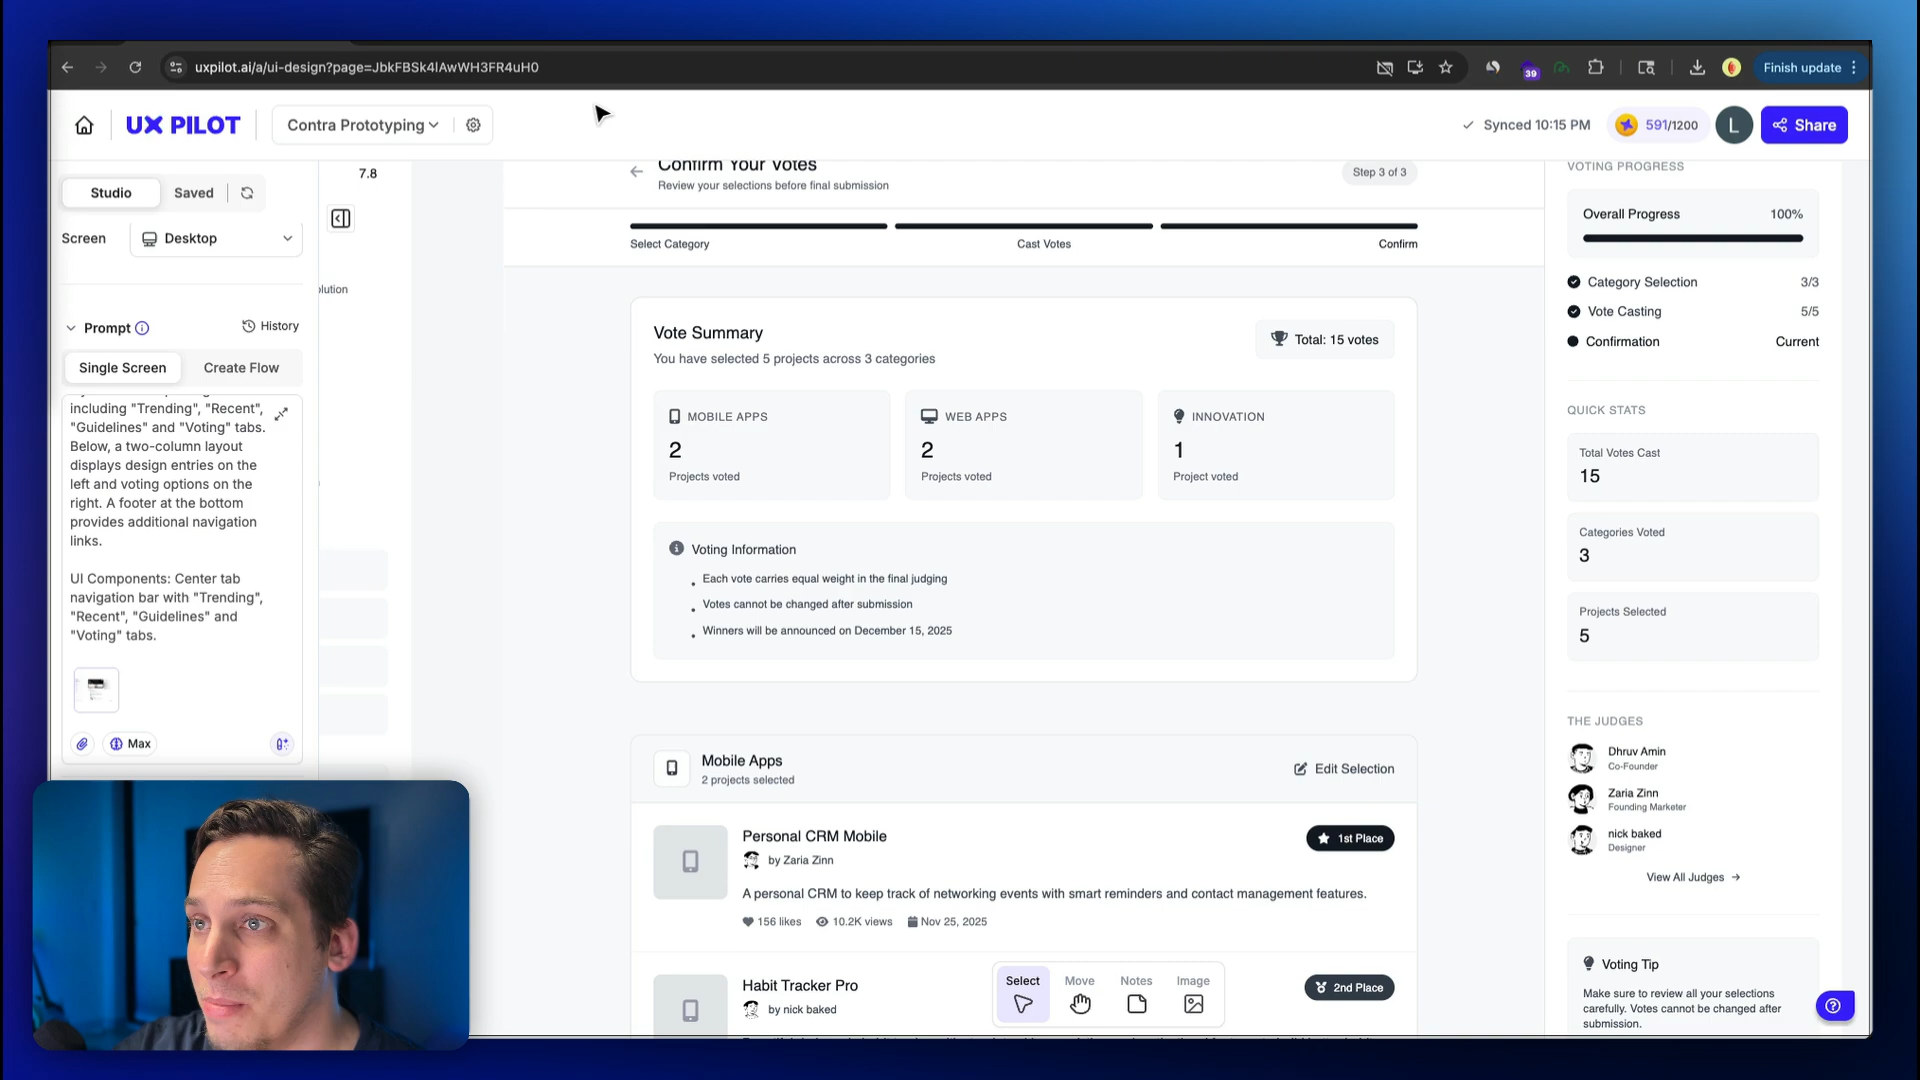 uxpilot.ai/a/ui-design?page=JbkFBSk4lAwWH3FR4uH0
39
Finish update
UX PILOT
Contra Prototyping
Synced 10:15 PM
591/1200
L
Share
Studio
Saved
Screen
Desktop
Prompt
History
Single Screen
Create Flow
including "Trending", "Recent",
"Guidelines" and "Voting" tabs.
Below, a two-column layout
displays design entries on the
left and voting options on the
right. A footer at the bottom
provides additional navigation
links.
UI Components: Center tab
navigation bar with "Trending",
"Recent", "Guidelines" and
"Voting" tabs.
Max
7.8
lution
Confirm Your Votes
Review your selections before final submission
Step 3 of 3
Select Category
Cast Votes
Confirm
Vote Summary
You have selected 5 projects across 3 categories
Total: 15 votes
MOBILE APPS
2
Projects voted
WEB APPS
2
Projects voted
INNOVATION
1
Project voted
Voting Information
Each vote carries equal weight in the final judging
Votes cannot be changed after submission
Winners will be announced on December 15, 2025
Mobile Apps
2 projects selected
Edit Selection
Personal CRM Mobile
by Zaria Zinn
1st Place
A personal CRM to keep track of networking events with smart reminders and contact management features.
156 likes
10.2K views
Nov 25, 2025
Habit Tracker Pro
by nick baked
2nd Place
Select
Move
Notes
Image
VOTING PROGRESS
Overall Progress
100%
Category Selection
3/3
Vote Casting
5/5
Confirmation
Current
QUICK STATS
Total Votes Cast
15
Categories Voted
3
Projects Selected
5
THE JUDGES
Dhruv Amin
Co-Founder
Zaria Zinn
Founding Marketer
nick baked
Designer
View All Judges
Voting Tip
Make sure to review all your selections
carefully. Votes cannot be changed after
submission.